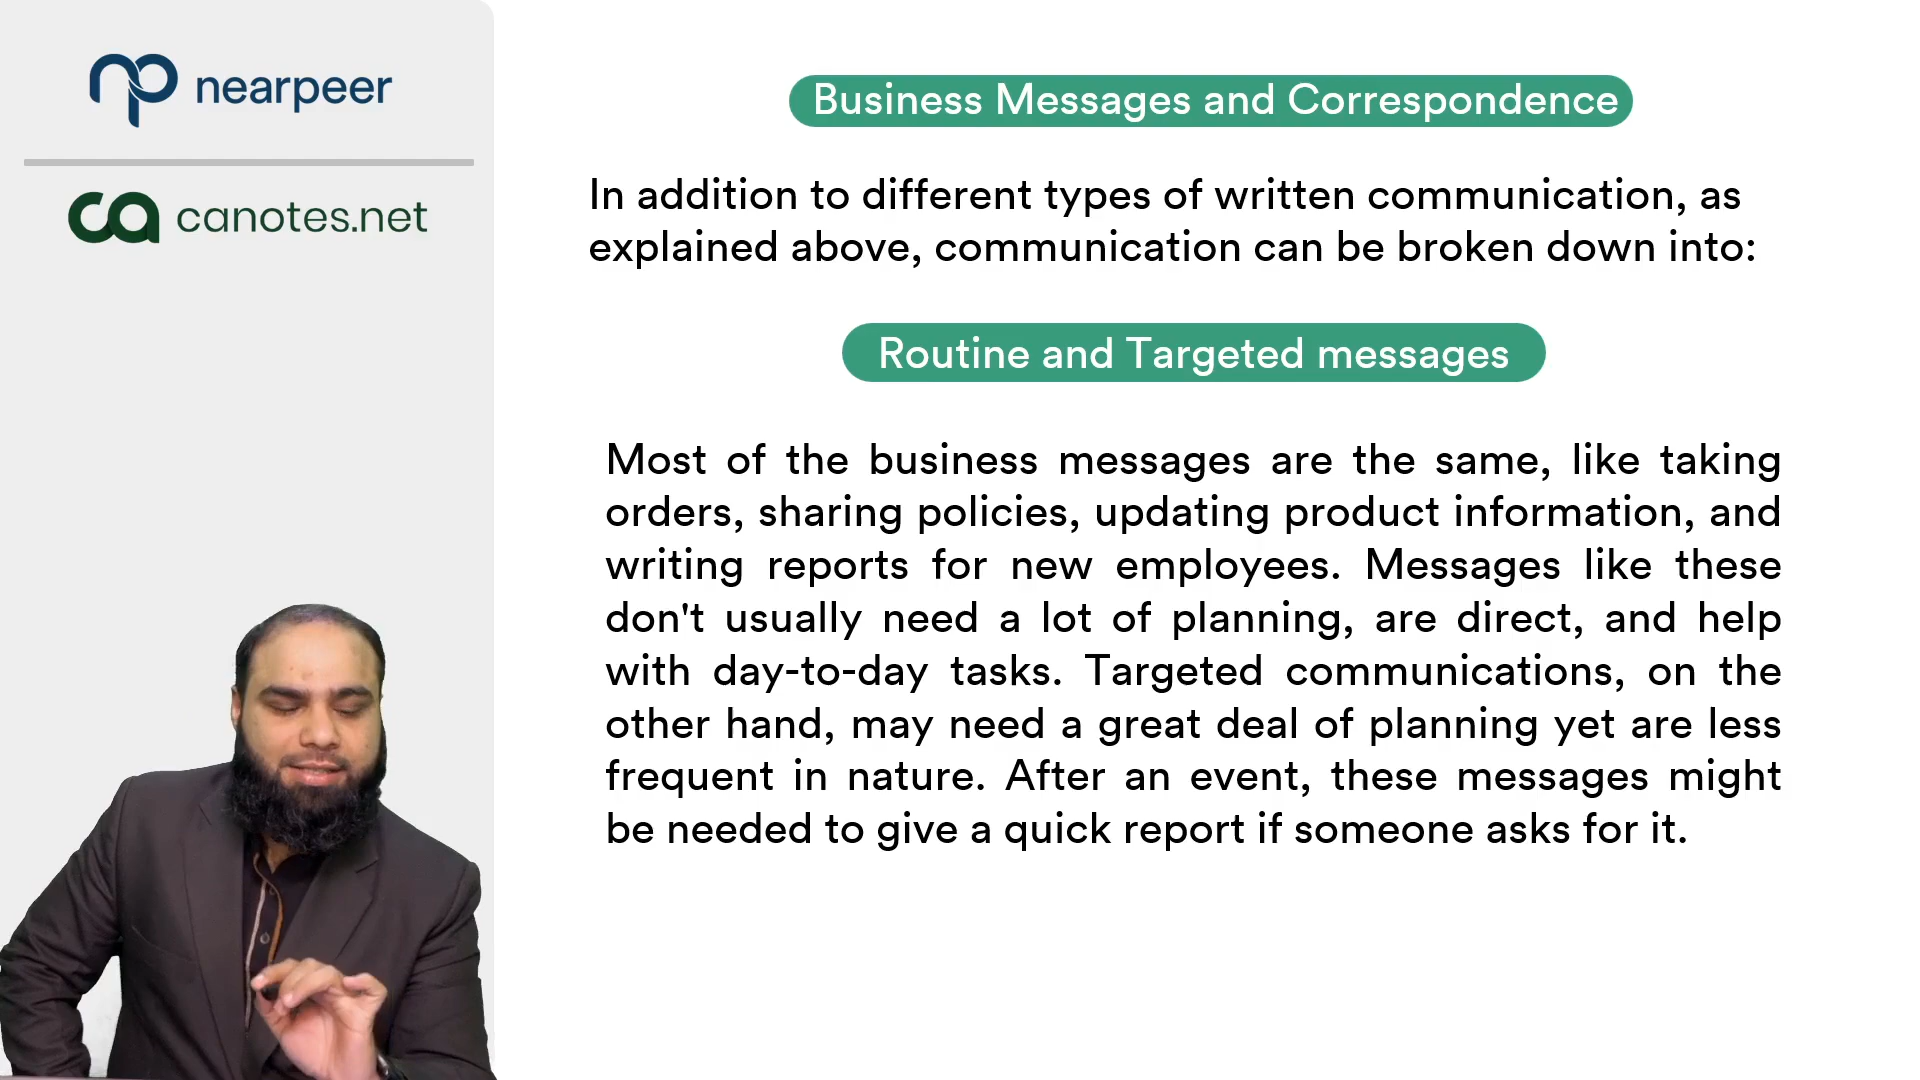 nearpeer
canotes.net
Business Messages and Correspondence
In addition to different types of written communication, as
explained above, communication can be broken down into:
Routine and Targeted messages
Most of the business messages are the same, like taking
orders, sharing policies, updating product information, and
writing reports for new employees. Messages like these
don't usually need a lot of planning, are direct, and help
with day-to-day tasks. Targeted communications, on the
other hand, may need a great deal of planning yet are less
frequent in nature. After an event, these messages might
be needed to give a quick report if someone asks for it.